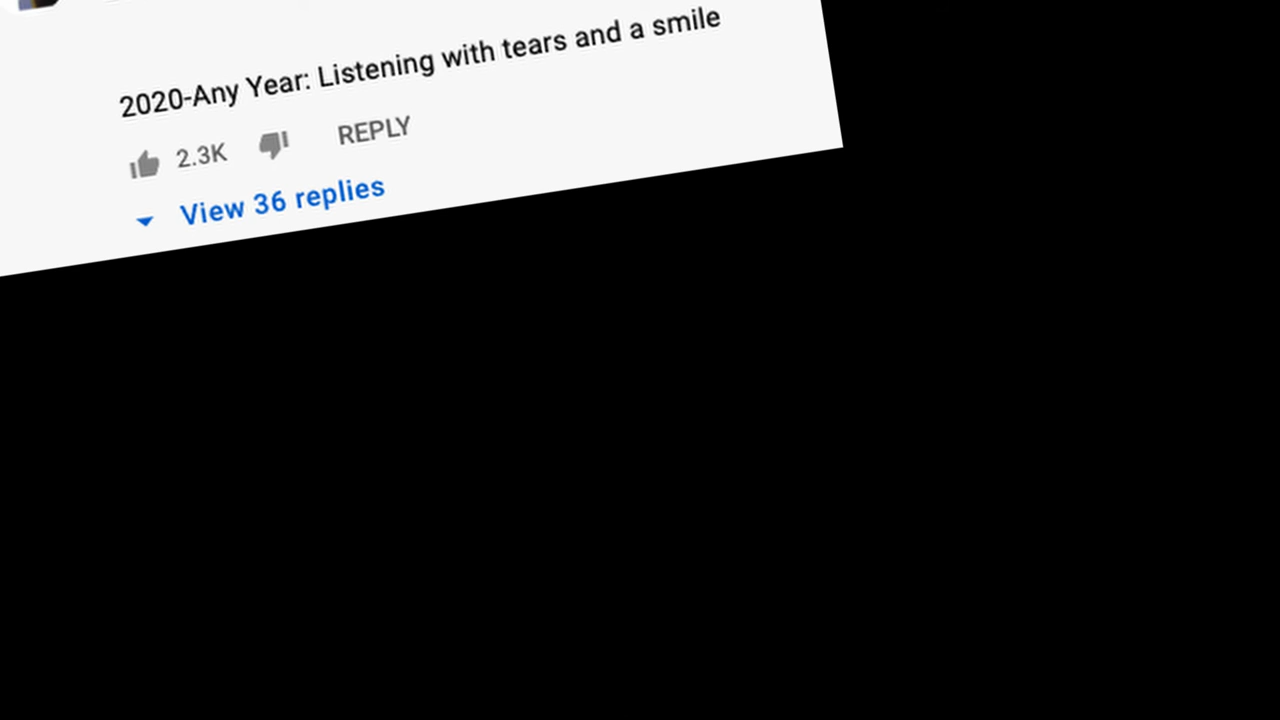 2020-Any Year: Listening with tears and a smile
2.3K REPLY
View 36 replies